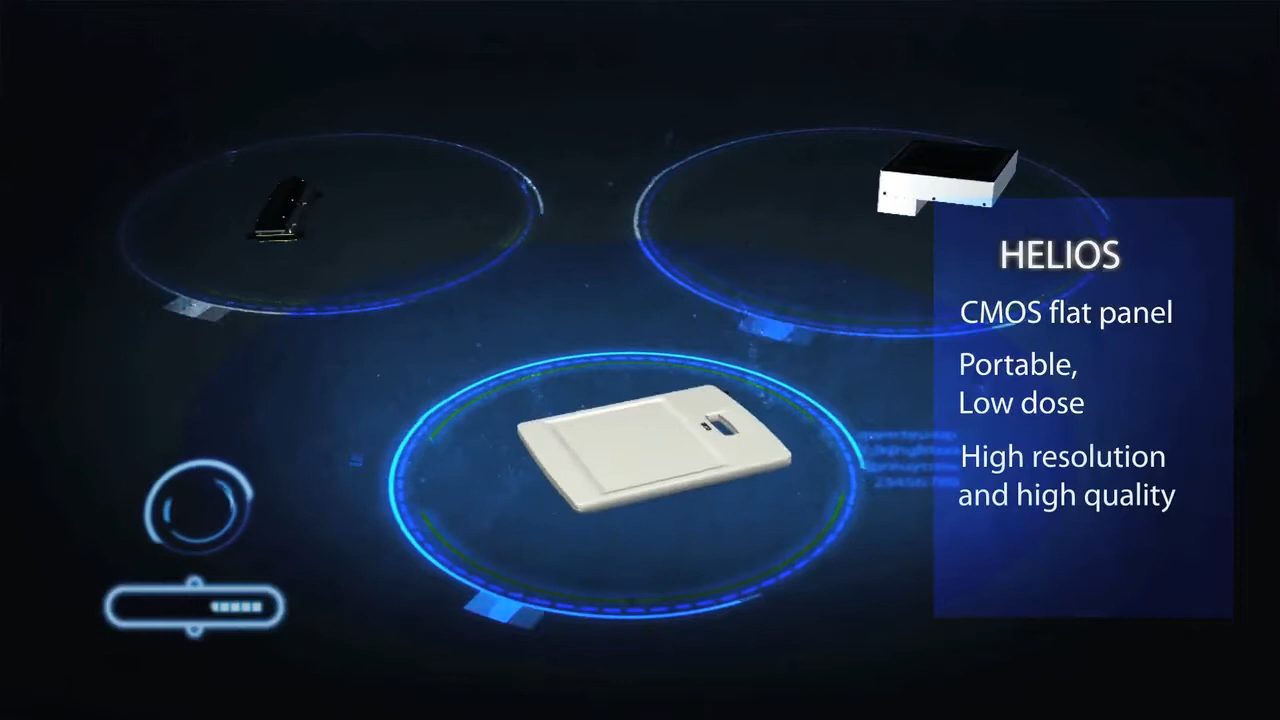 HELIOS
CMOS flat panel
Portable,
Low dose
High resolution
and high quality